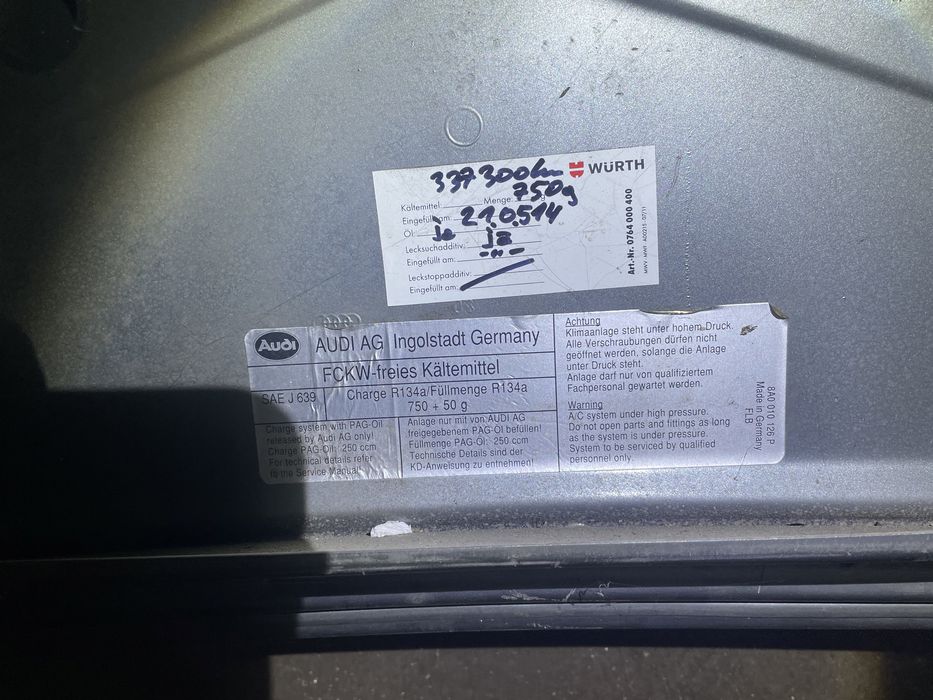 337300km
WÜRTH
Kältemittel: Menge: 750g
Eingefüllt am: 21.05.14
Öl: ja
Lecksuchadditiv: ja
Eingefüllt am: -"-
Leckstoppadditiv:
Eingefüllt am:
Art.-Nr. 0764 000 400
Audi
AUDI AG Ingolstadt Germany
FCKW-freies Kältemittel
SAE J 639
Charge R134a/Füllmenge R134a
750 + 50 g
Charge system with PAG-Oil
released by Audi AG only!
Charge PAG-Oil: 250 ccm
For technical details refer
to the Service Manual!
Anlage nur mit von AUDI AG
freigegebenem PAG-Öl befüllen!
Füllmenge PAG-Öl: 250 ccm
Technische Details sind der
KD-Anweisung zu entnehmen!
Achtung
Klimaanlage steht unter hohem Druck.
Alle Verschraubungen dürfen nicht
geöffnet werden, solange die Anlage
unter Druck steht.
Anlage darf nur von qualifiziertem
Fachpersonal gewartet werden.
Warning
A/C system under high pressure.
Do not open parts and fittings as long
as the system is under pressure.
System to be serviced by qualified
personnel only.
8A0 010 126 P
Made in Germany
FLB